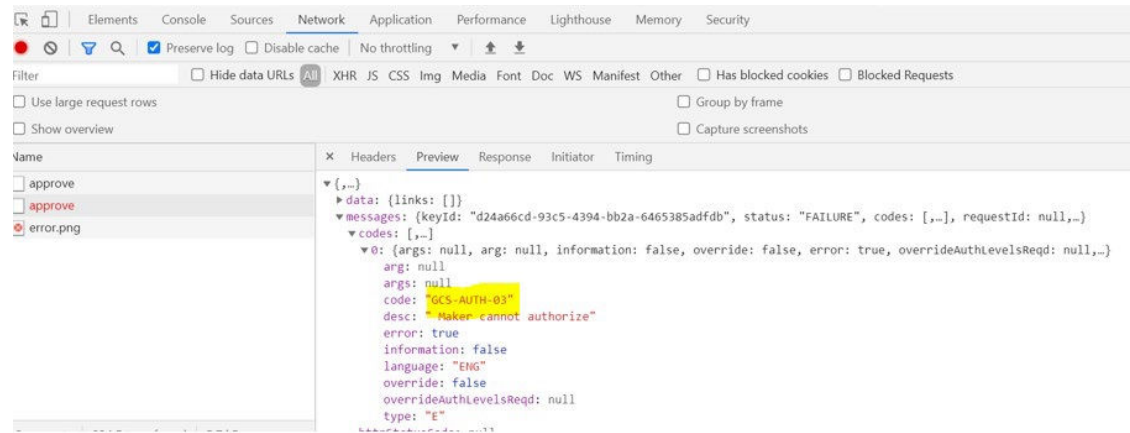 Elements Console Sources Network Application Performance Lighthouse Memory Security
Preserve log Disable cache No throttling
Filter Hide data URLs All XHR JS CSS Img Media Font Doc WS Manifest Other Has blocked cookies Blocked Requests
Use large request rows Group by frame
Show overview Capture screenshots
Name × Headers Preview Response Initiator Timing
approve
approve
error.png
▼{,…}
▶data: {links: []}
▼messages: {keyId: "d24a66cd-93c5-4394-bb2a-6465385adfdb", status: "FAILURE", codes: [,…], requestId: null,…}
▼codes: [,…]
▼0: {args: null, arg: null, information: false, override: false, error: true, overrideAuthLevelsReqd: null,…}
arg: null
args: null
code: "GCS-AUTH-03"
desc: " Maker cannot authorize"
error: true
information: false
language: "ENG"
override: false
overrideAuthLevelsReqd: null
type: "E"